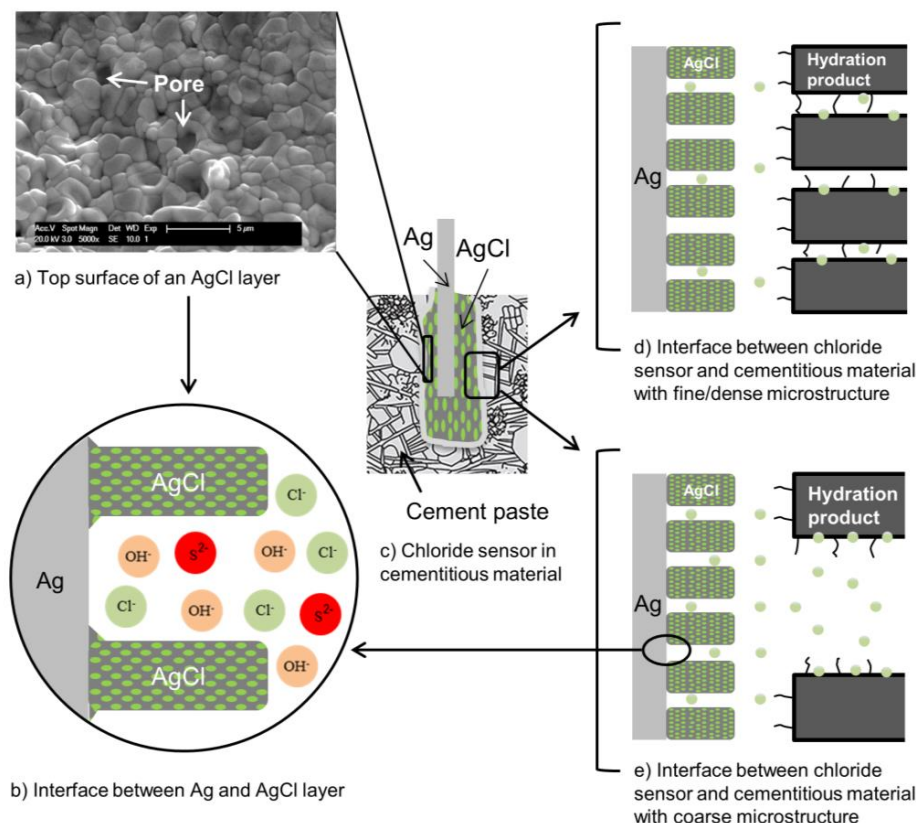 Pore
Acc.V Spot Magn Det WD Exp
20.0 kV 3.0 5000x SE 10.0 1
5 μm
a) Top surface of an AgCl layer
Ag
AgCl
Cement paste
c) Chloride sensor in
cementitious material
AgCl
Ag
Hydration
product
d) Interface between chloride
sensor and cementitious material
with fine/dense microstructure
AgCl
Cl-
OH-
S2-
OH-
Cl-
Ag
Cl-
OH-
Cl-
S2-
AgCl
OH-
b) Interface between Ag and AgCl layer
AgCl
Ag
Hydration
product
e) Interface between chloride
sensor and cementitious material
with coarse microstructure